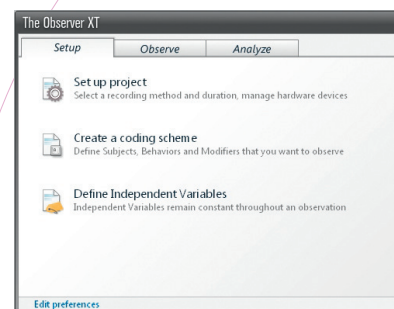 The Observer XT
Setup
Observe
Analyze
Set up project
Select a recording method and duration, manage hardware devices
Create a coding scheme
Define Subjects, Behaviors and Modifiers that you want to observe
Define Independent Variables
Independent Variables remain constant throughout an observation
Edit preferences